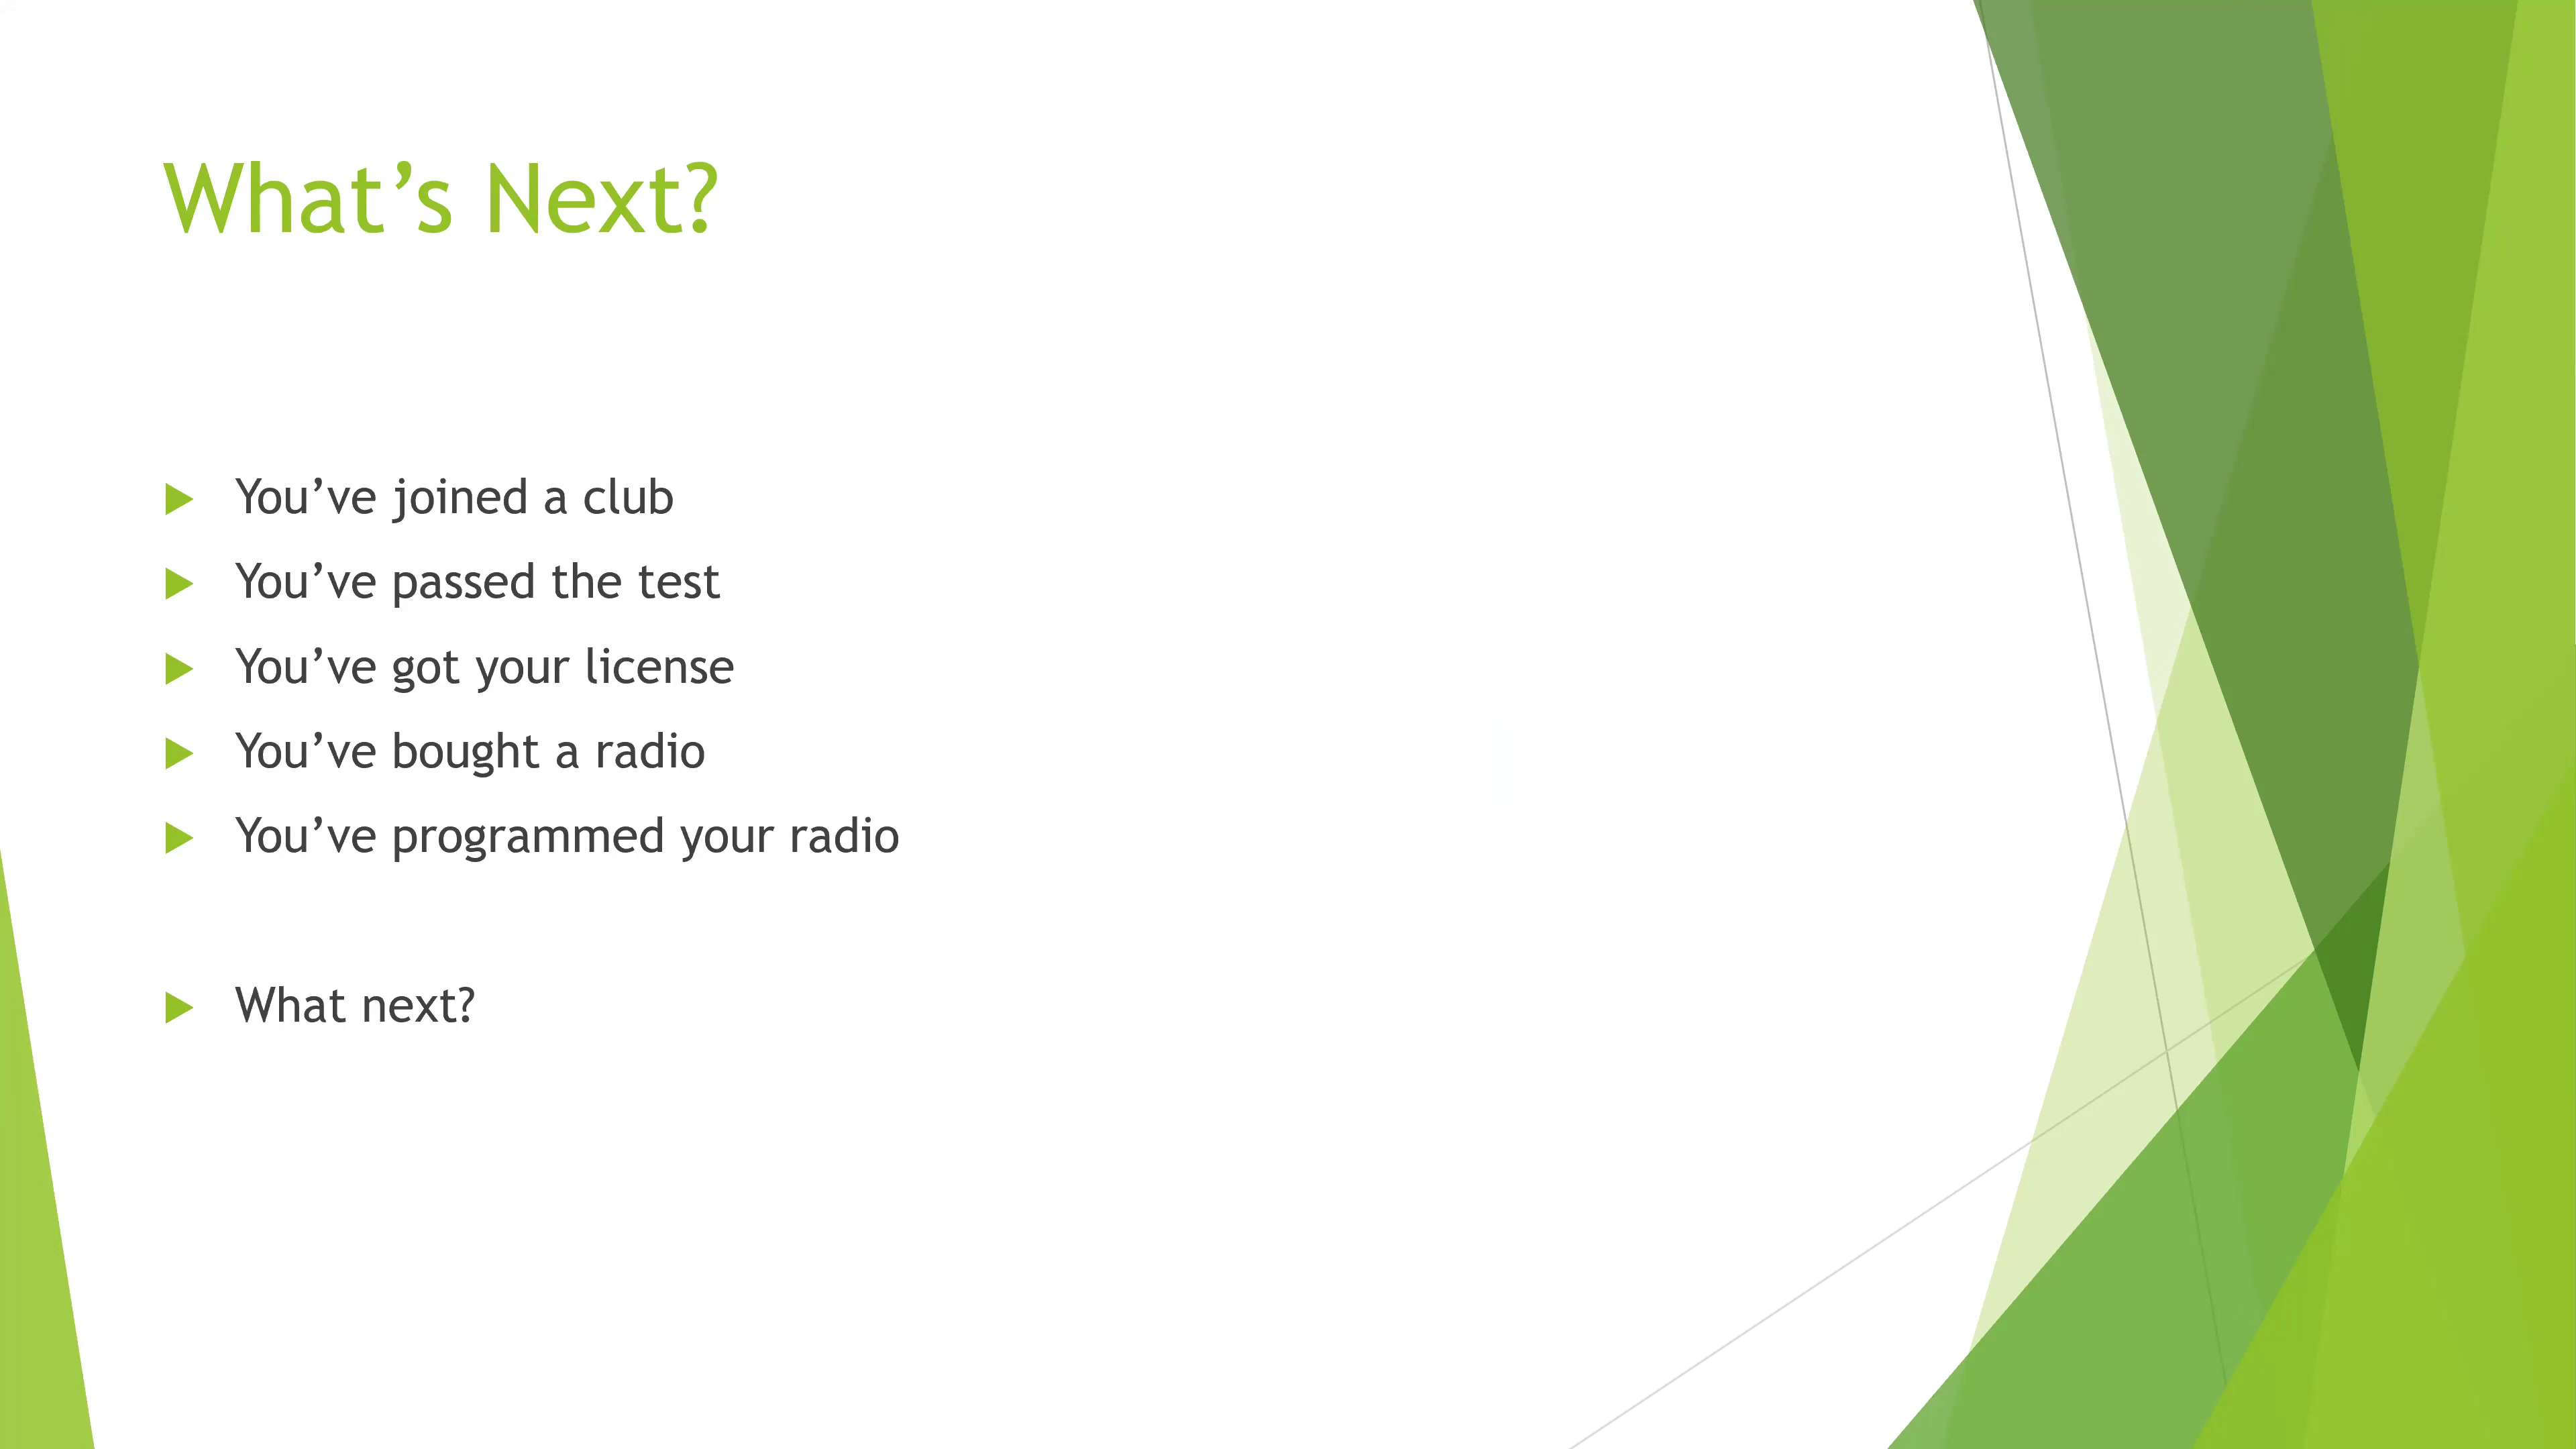 What’s Next?
You’ve joined a club
You’ve passed the test
You’ve got your license
You’ve bought a radio
You’ve programmed your radio
What next?